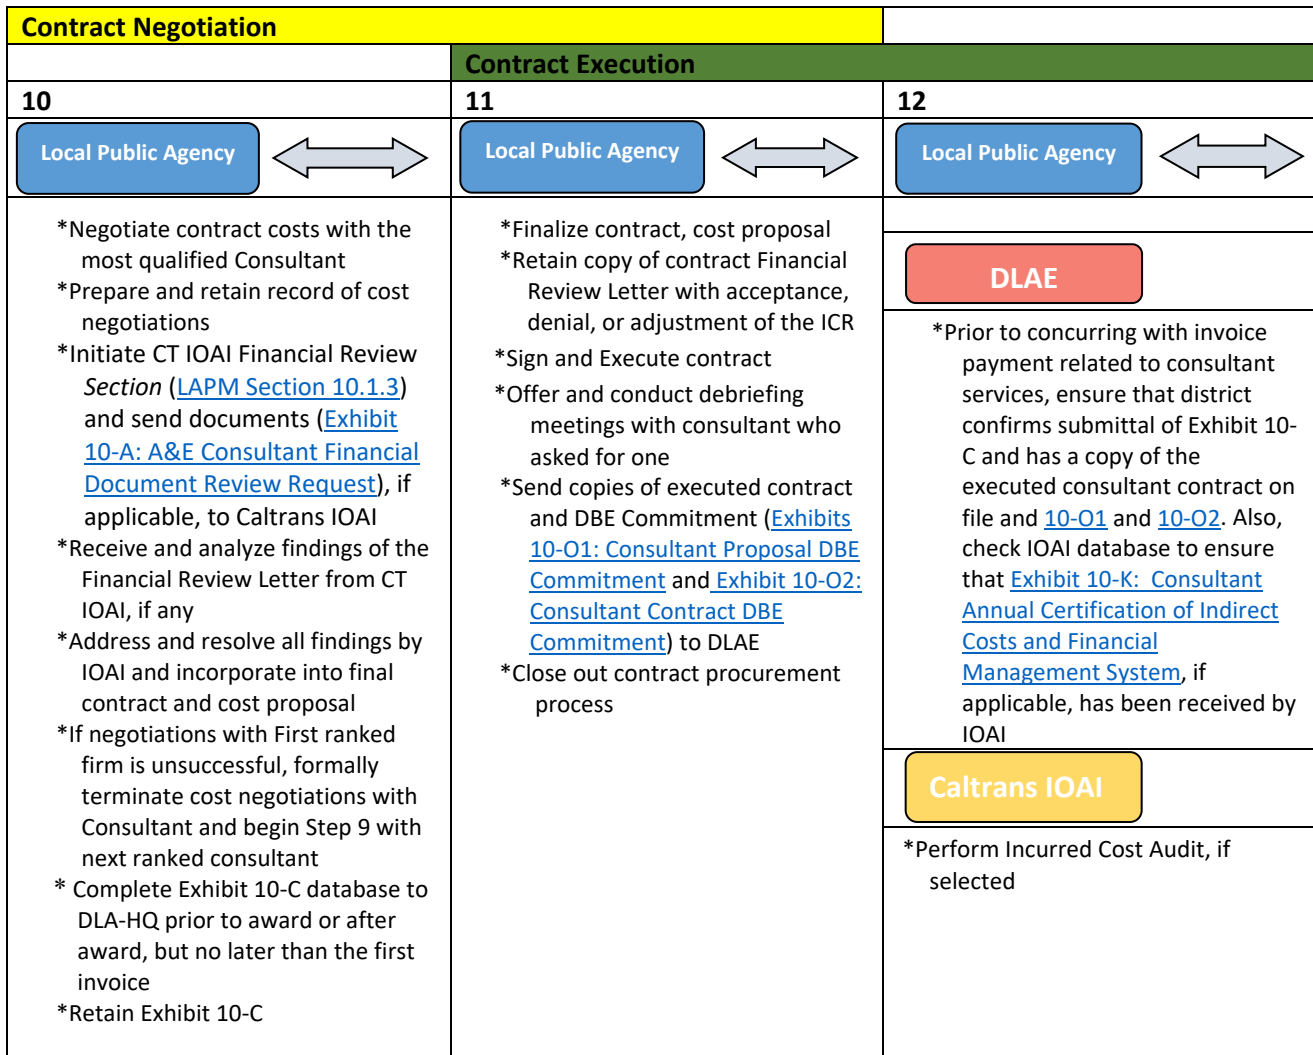 Contract Negotiation
Contract Execution
10
11
12
Local Public Agency
Local Public Agency
Local Public Agency
*Negotiate contract costs with the
most qualified Consultant
*Prepare and retain record of cost
negotiations
*Initiate CT IOAI Financial Review
Section (LAPM Section 10.1.3)
and send documents (Exhibit
10-A: A&E Consultant Financial
Document Review Request), if
applicable, to Caltrans IOAI
*Receive and analyze findings of the
Financial Review Letter from CT
IOAI, if any
*Address and resolve all findings by
IOAI and incorporate into final
contract and cost proposal
*If negotiations with First ranked
firm is unsuccessful, formally
terminate cost negotiations with
Consultant and begin Step 9 with
next ranked consultant
* Complete Exhibit 10-C database to
DLA-HQ prior to award or after
award, but no later than the first
invoice
*Retain Exhibit 10-C
*Finalize contract, cost proposal
*Retain copy of contract Financial
Review Letter with acceptance,
denial, or adjustment of the ICR
*Sign and Execute contract
*Offer and conduct debriefing
meetings with consultant who
asked for one
*Send copies of executed contract
and DBE Commitment (Exhibits
10-O1: Consultant Proposal DBE
Commitment and Exhibit 10-O2:
Consultant Contract DBE
Commitment) to DLAE
*Close out contract procurement
process
DLAE
*Prior to concurring with invoice
payment related to consultant
services, ensure that district
confirms submittal of Exhibit 10-
C and has a copy of the
executed consultant contract on
file and 10-O1 and 10-O2. Also,
check IOAI database to ensure
that Exhibit 10-K: Consultant
Annual Certification of Indirect
Costs and Financial
Management System, if
applicable, has been received by
IOAI
Caltrans IOAI
*Perform Incurred Cost Audit, if
selected